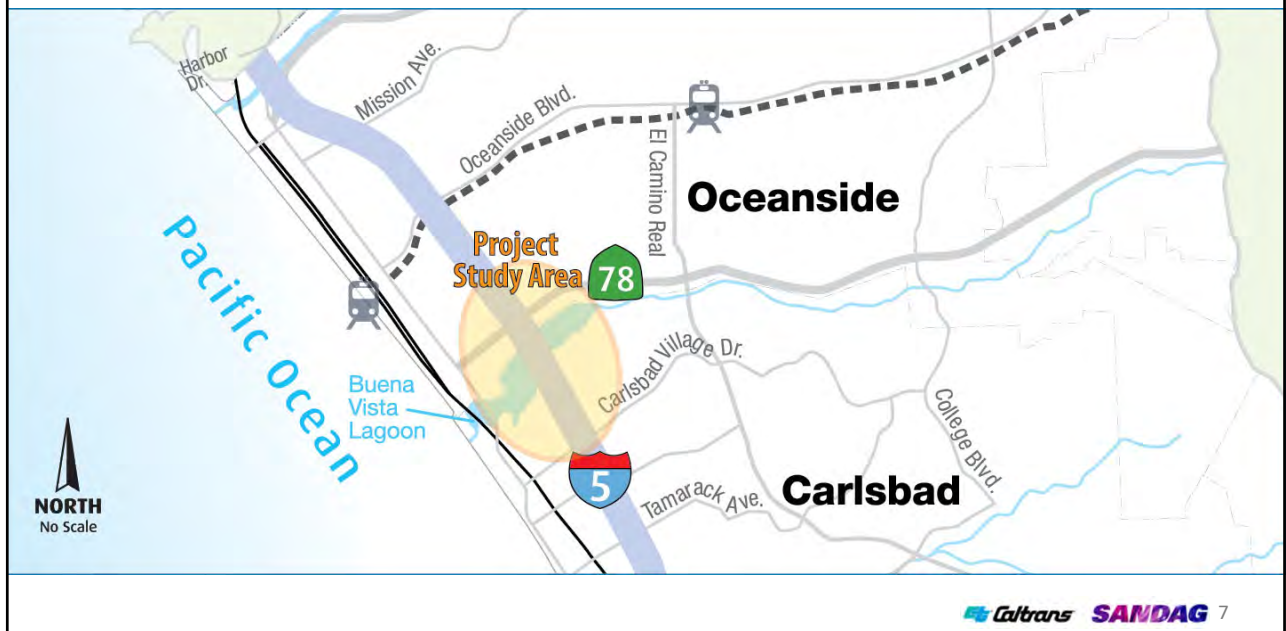 Harbor
Dr.
Mission Ave.
Oceanside Blvd.
El Camino Real
Oceanside
Project
Study Area
78
Pacific Ocean
Buena
Vista
Lagoon
Carlsbad Village Dr.
College Blvd.
5
Tamarack Ave.
Carlsbad
NORTH
No Scale
Caltrans SANDAG 7